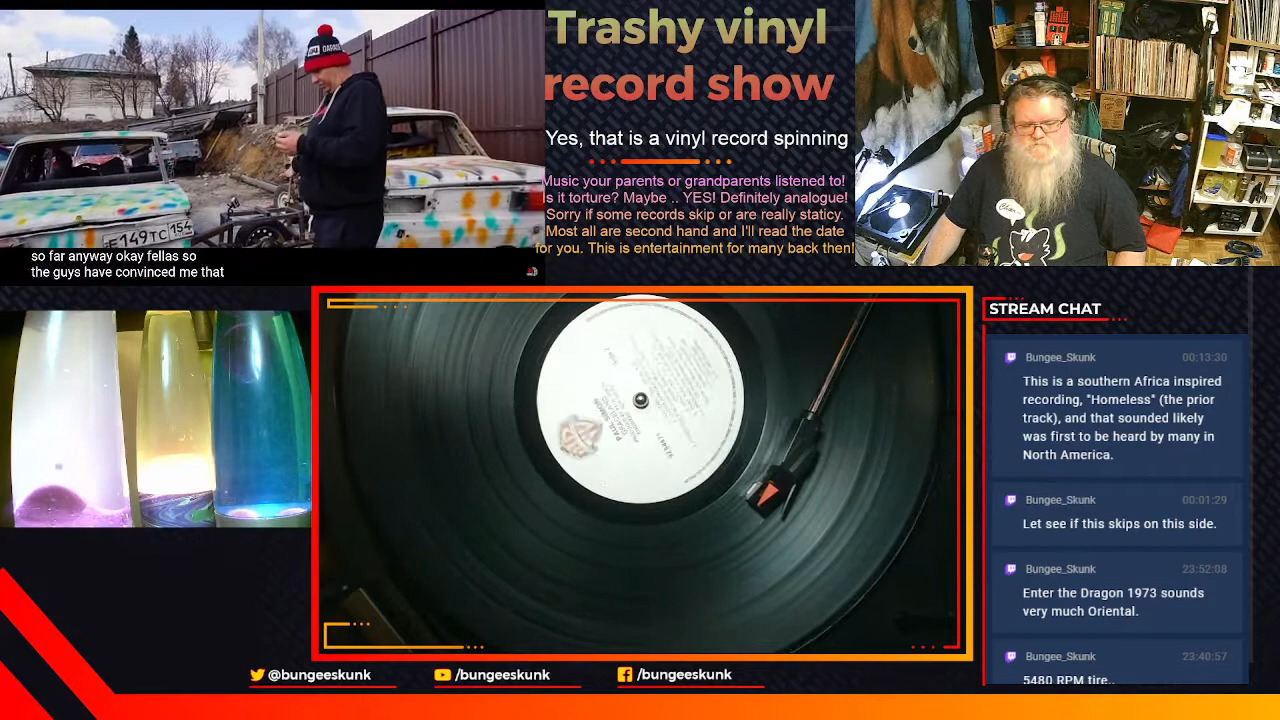 GARAGE
E149TC 154
so far anyway okay fellas so
the guys have convinced me that
Trashy vinyl
record show
Yes, that is a vinyl record spinning
Music your parents or grandparents listened to!
Is it torture? Maybe .. YES! Definitely analogue!
Sorry if some records skip or are really staticy.
Most all are second hand and I'll read the date
for you. This is entertainment for many back then!
PAUL SIMON
GRACELAND
STREAM CHAT
Bungee_Skunk 00:13:30
This is a southern Africa inspired
recording, "Homeless" (the prior
track), and that sounded likely
was first to be heard by many in
North America.
Bungee_Skunk 00:01:29
Let see if this skips on this side.
Bungee_Skunk 23:52:08
Enter the Dragon 1973 sounds
very much Oriental.
Bungee_Skunk 23:40:57
5480 RPM tire..
@bungeeskunk
/bungeeskunk
/bungeeskunk